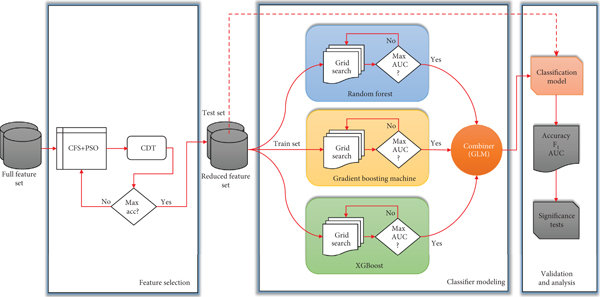 Full feature
set
CFS+PSO
CDT
Max
acc?
No
Yes
Feature selection
Test set
Reduced feature
set
Train set
Grid
search
No
Max
AUC
?
Yes
Random forest
Grid
search
No
Max
AUC
?
Yes
Gradient boosting machine
Grid
search
No
Max
AUC
?
Yes
XGBoost
Combiner
(GLM)
Classifier modeling
Classification
model
Accuracy
F₁
AUC
Significance
tests
Validation
and analysis